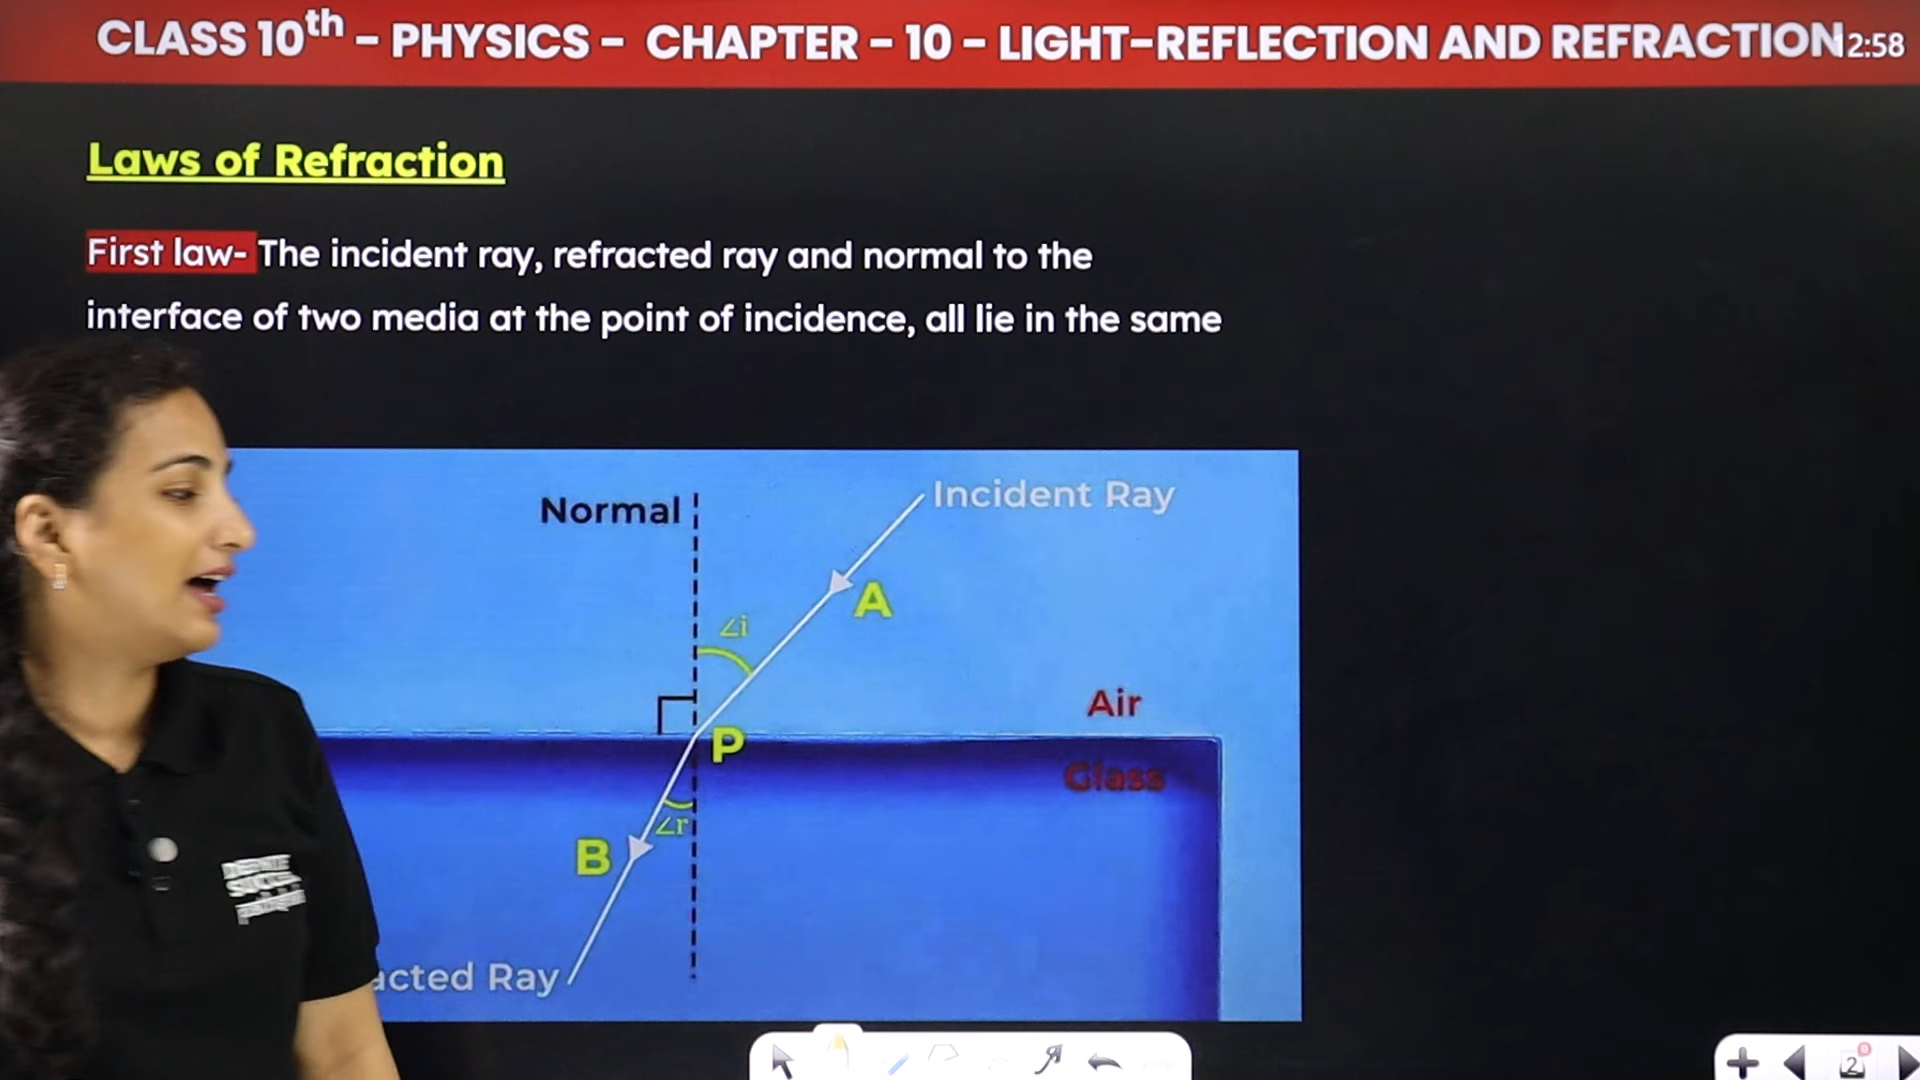 CLASS 10th - PHYSICS - CHAPTER - 10 - LIGHT-REFLECTION AND REFRACTION
12:58
Laws of Refraction
First law- The incident ray, refracted ray and normal to the
interface of two media at the point of incidence, all lie in the same
Normal
Incident Ray
A
∠i
Air
P
Glass
∠r
B
acted Ray
2